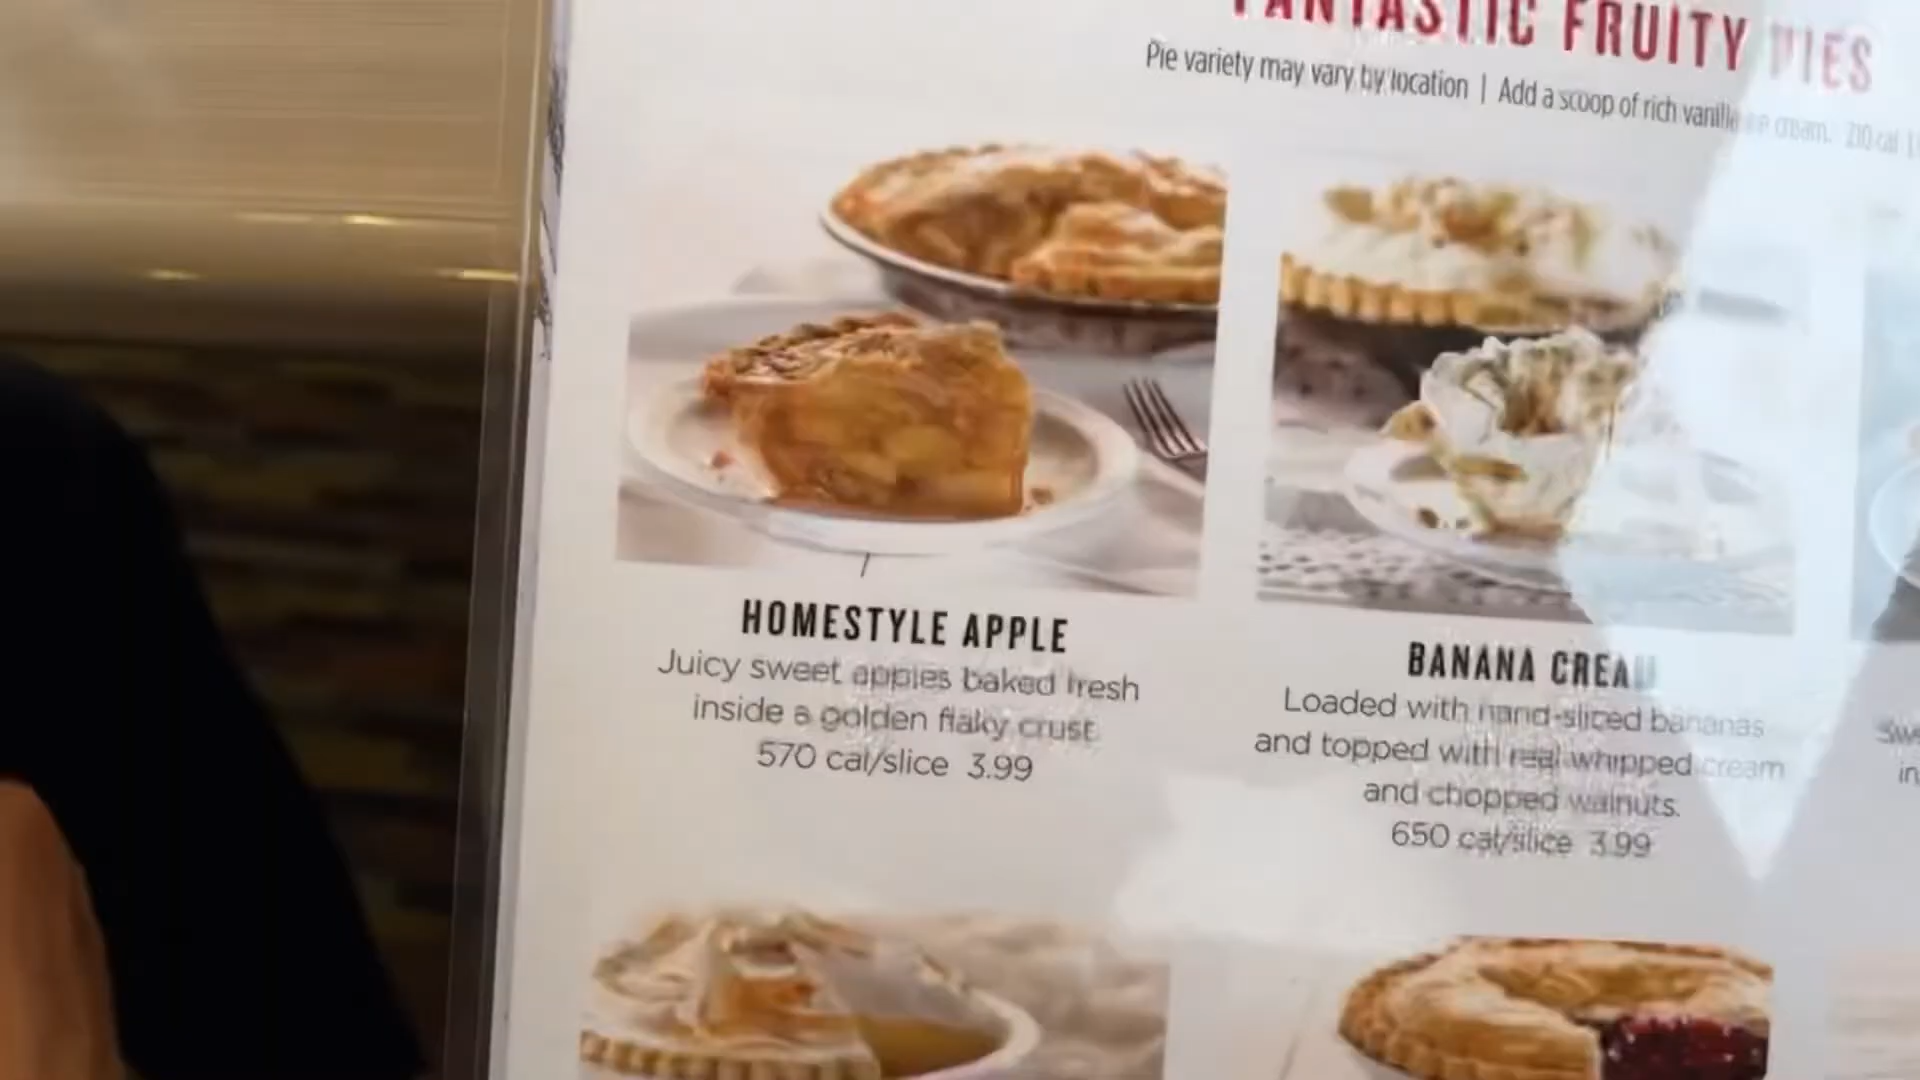 FANTASTIC FRUITY PIES
Pie variety may vary by location | Add a scoop of rich vanilla ice cream. 210 cal
HOMESTYLE APPLE
Juicy sweet apples baked fresh
inside a golden flaky crust
570 cal/slice 3.99
BANANA CREAM
Loaded with hand-sliced bananas
and topped with real whipped cream
and chopped walnuts.
650 cal/slice 3.99